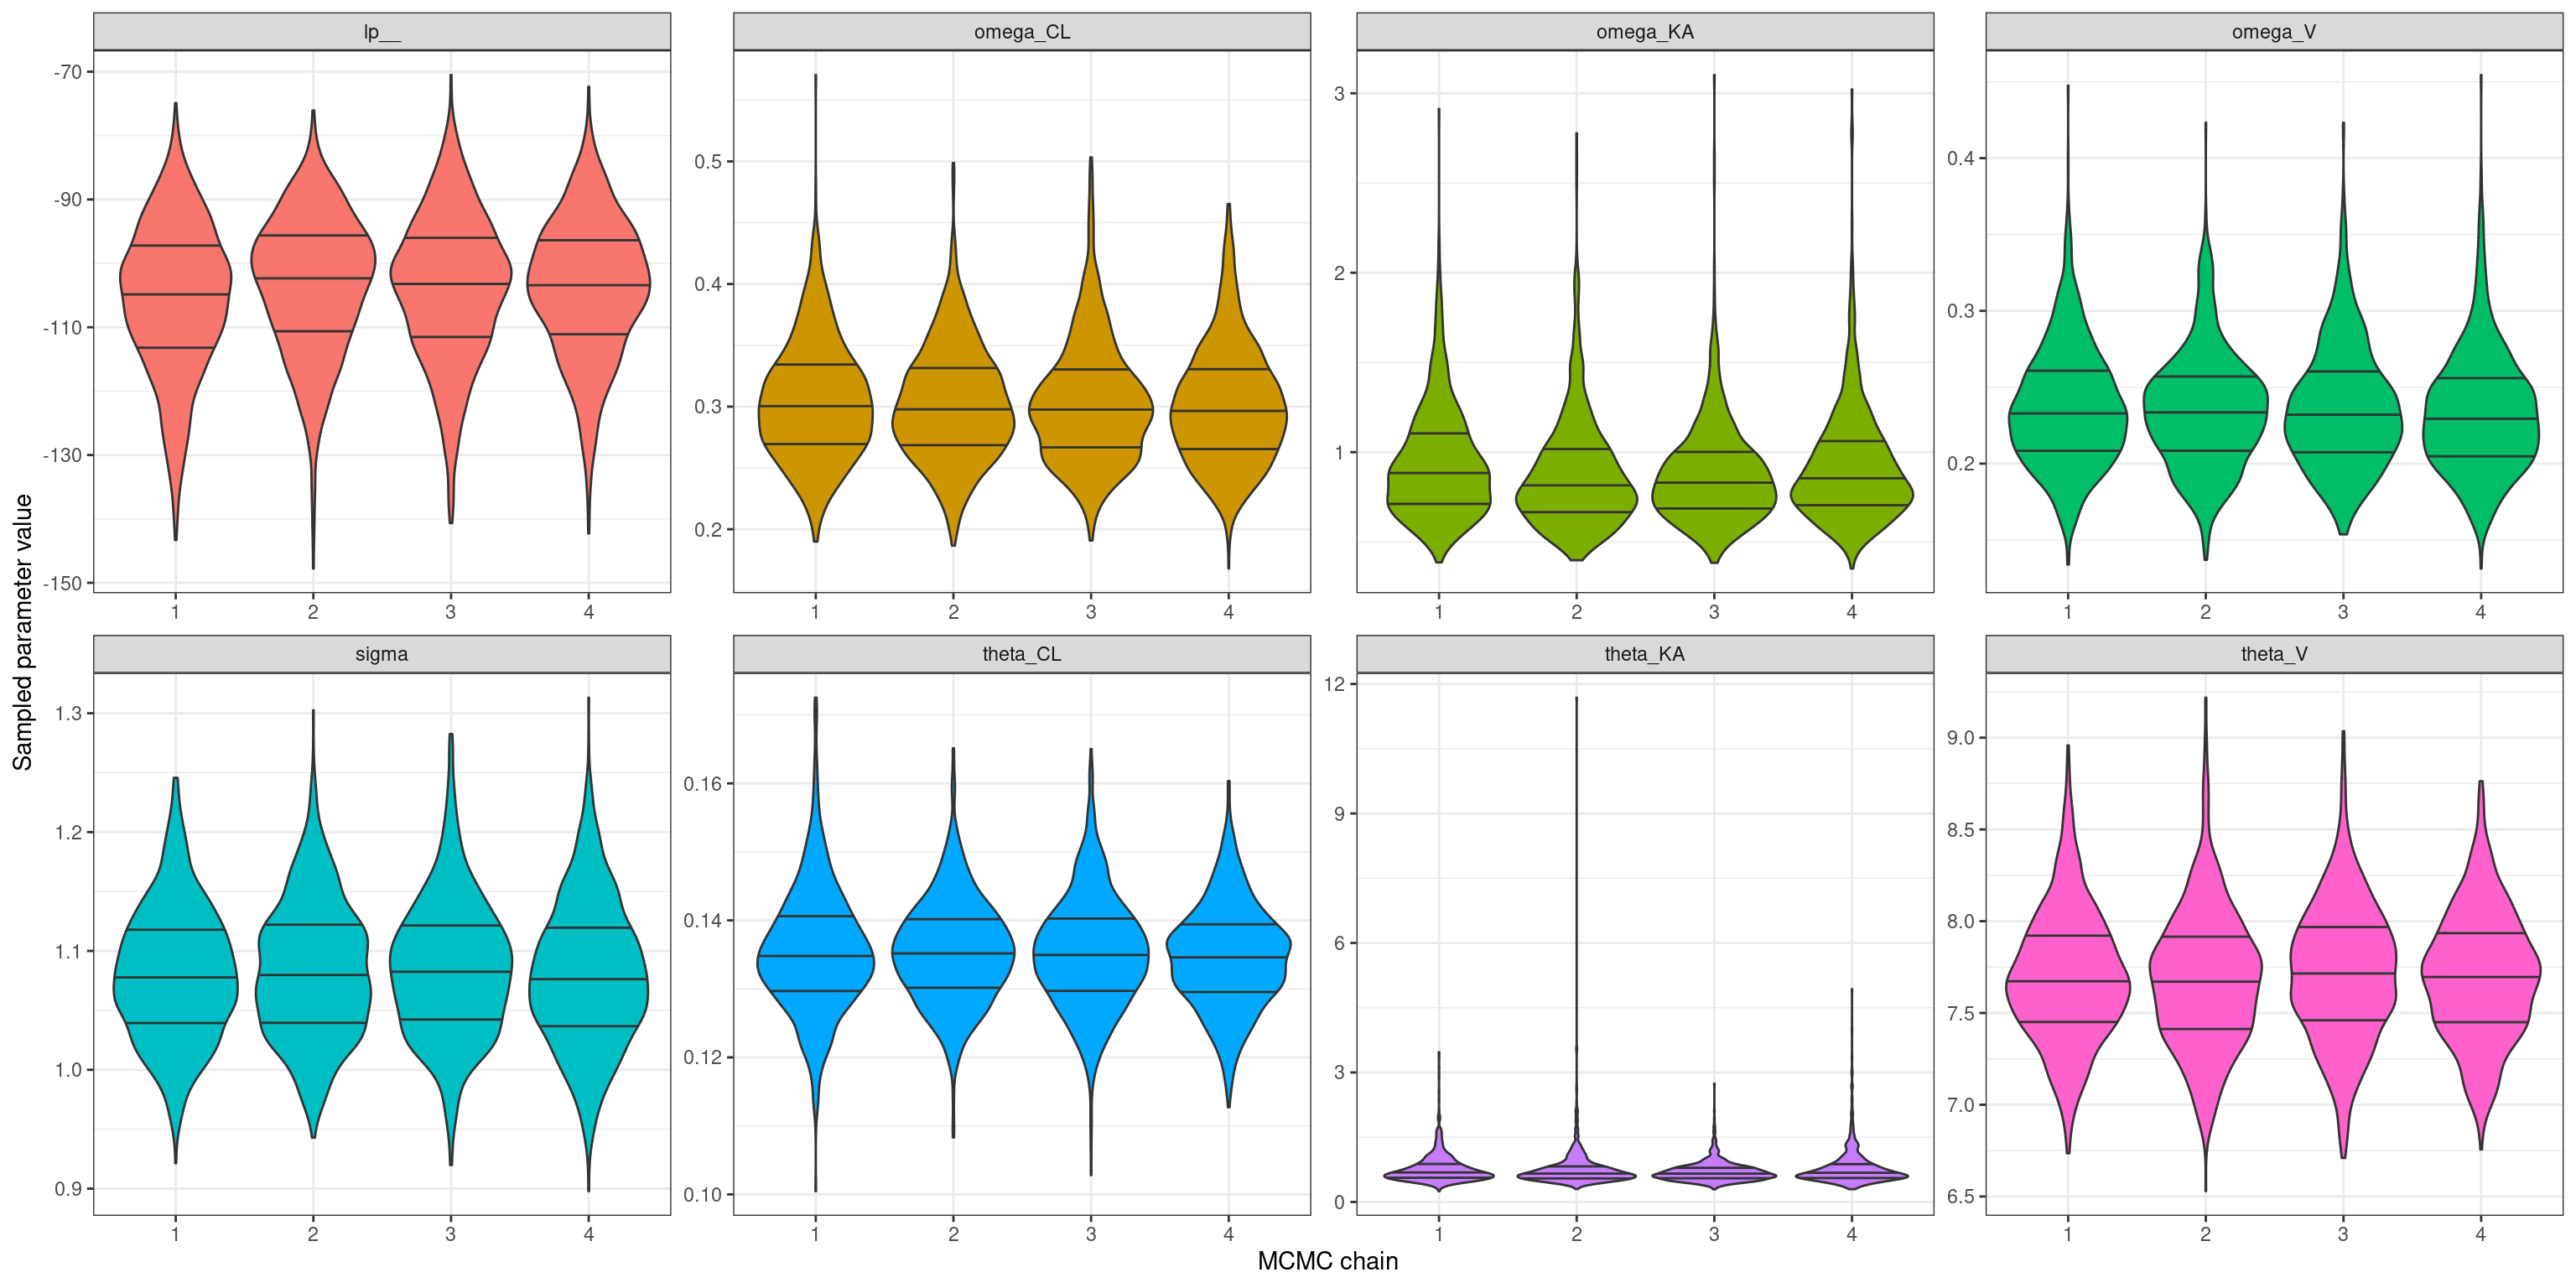 lp__
omega_CL
omega_KA
omega_V
-70
-90
-110
-130
-150
0.5
0.4
0.3
0.2
3
2
1
0.4
0.3
0.2
1 2 3 4
1 2 3 4
1 2 3 4
1 2 3 4
sigma
theta_CL
theta_KA
theta_V
1.3
1.2
1.1
1.0
0.9
0.16
0.14
0.12
0.10
12
9
6
3
0
9.0
8.5
8.0
7.5
7.0
6.5
1 2 3 4
1 2 3 4
1 2 3 4
1 2 3 4
Sampled parameter value
MCMC chain